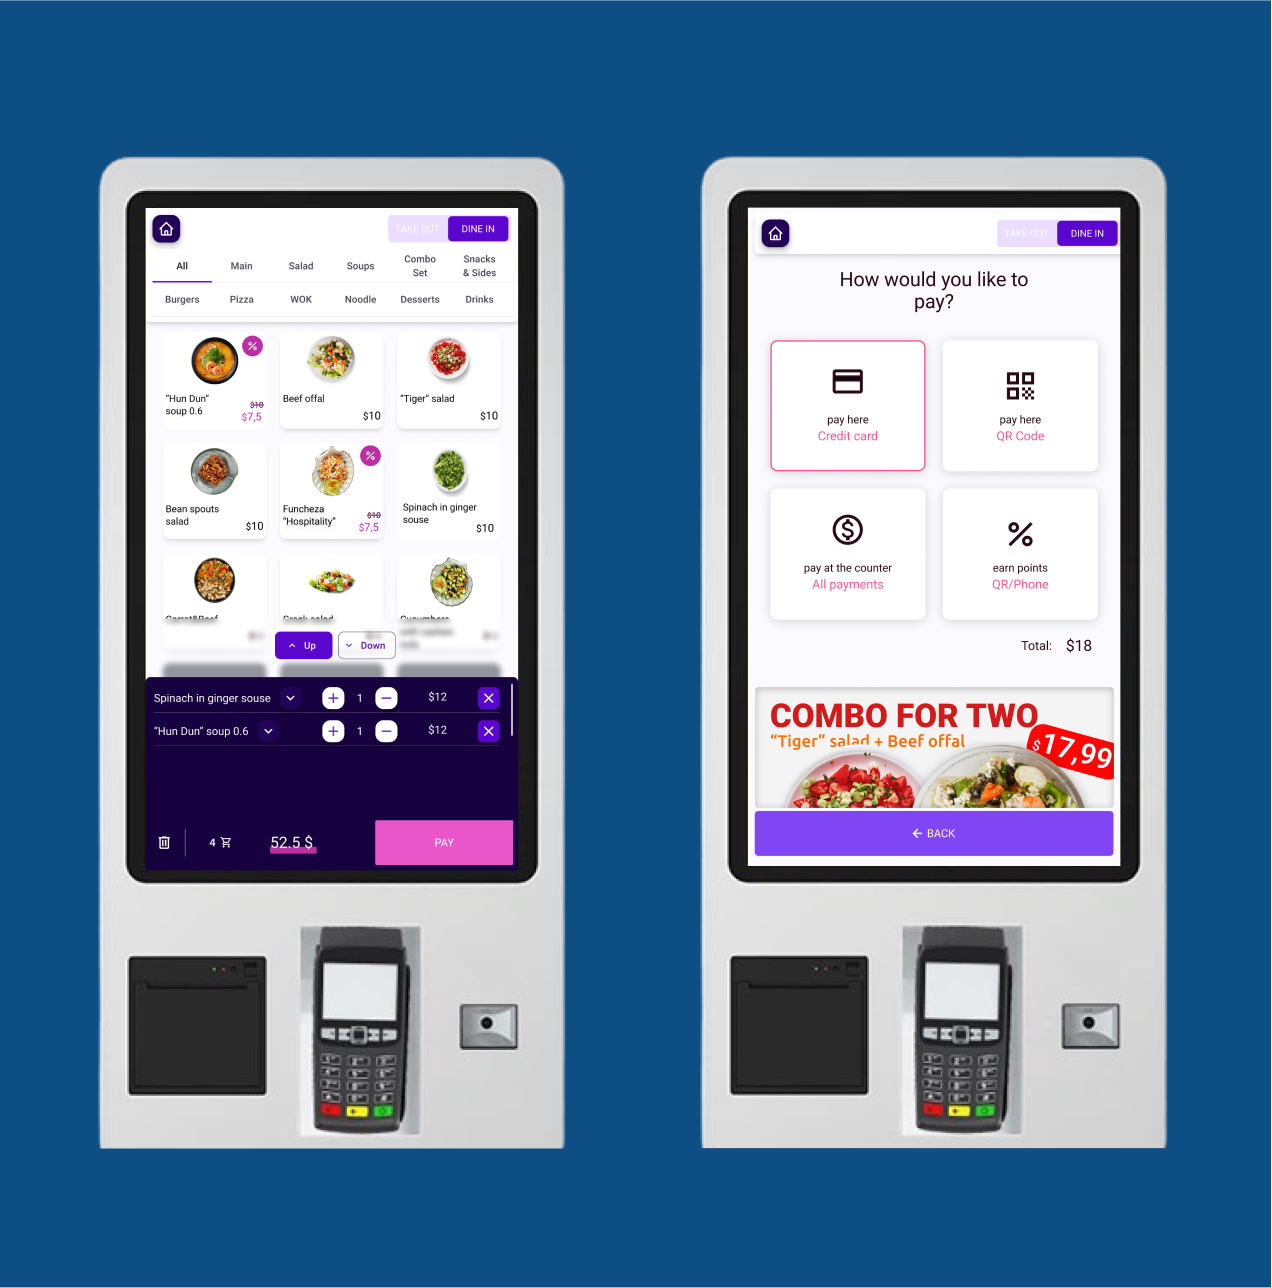 TAKE OUT
DINE IN
All
Main
Salad
Soups
Combo
Set
Snacks
& Sides
Burgers
Pizza
WOK
Noodle
Desserts
Drinks
%
“Hun Dun”
soup 0.6
$10
$7,5
Beef offal
$10
“Tiger” salad
$10
Bean spouts
salad
$10
%
Funcheza
“Hospitality”
$10
$7,5
Spinach in ginger
souse
$10
Carrot&Beef
Greek salad
Cucumbers
with cashew
Up
Down
Spinach in ginger souse
1
$12
“Hun Dun” soup 0.6
1
$12
4
52.5 $
PAY
TAKE OUT
DINE IN
How would you like to
pay?
pay here
Credit card
pay here
QR Code
pay at the counter
All payments
earn points
QR/Phone
Total: $18
COMBO FOR TWO
“Tiger” salad + Beef offal
$17,99
BACK